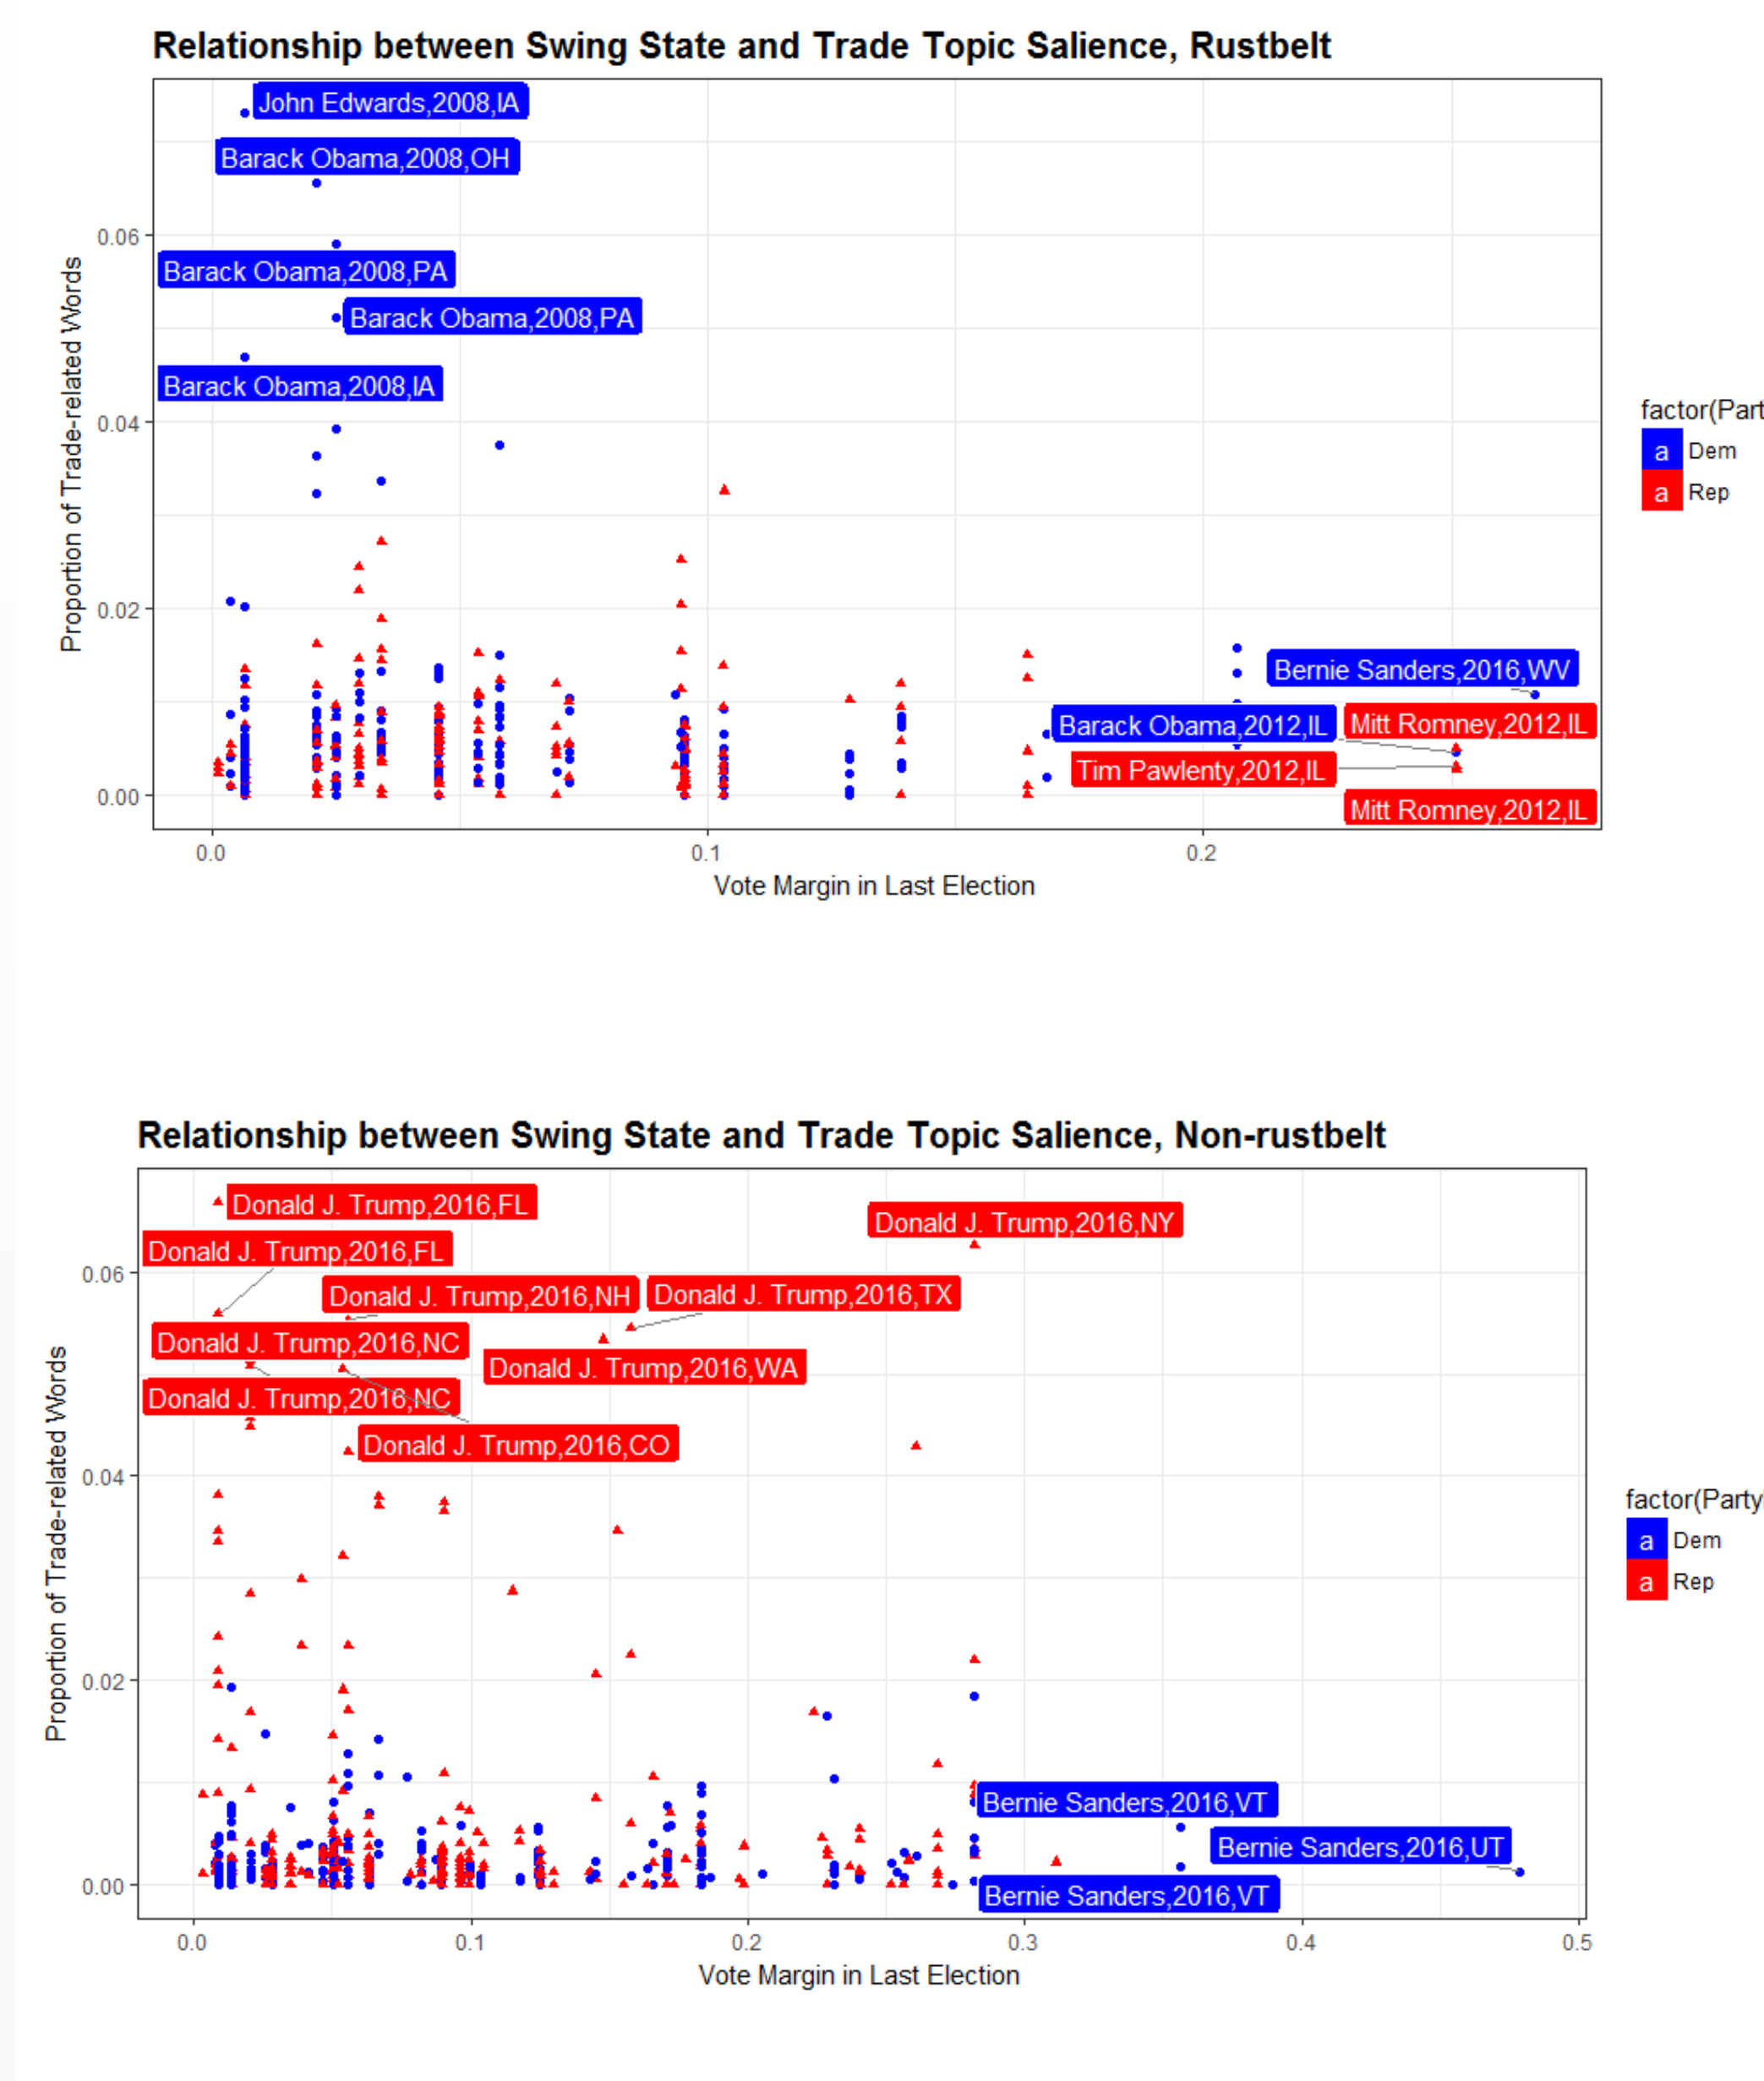 Relationship between Swing State and Trade Topic Salience, Rustbelt
John Edwards,2008,IA
Barack Obama,2008,OH
Barack Obama,2008,PA
Barack Obama,2008,PA
Barack Obama,2008,IA
Bernie Sanders,2016,WV
Barack Obama,2012,IL
Mitt Romney,2012,IL
Tim Pawlenty,2012,IL
Mitt Romney,2012,IL
Proportion of Trade-related Words
0.06
0.04
0.02
0.00
0.0
0.1
0.2
Vote Margin in Last Election
factor(Part
a Dem
a Rep
Relationship between Swing State and Trade Topic Salience, Non-rustbelt
Donald J. Trump,2016,FL
Donald J. Trump,2016,NY
Donald J. Trump,2016,FL
Donald J. Trump,2016,NH
Donald J. Trump,2016,TX
Donald J. Trump,2016,NC
Donald J. Trump,2016,WA
Donald J. Trump,2016,NC
Donald J. Trump,2016,CO
Bernie Sanders,2016,VT
Bernie Sanders,2016,UT
Bernie Sanders,2016,VT
Proportion of Trade-related Words
0.06
0.04
0.02
0.00
0.0
0.1
0.2
0.3
0.4
0.5
Vote Margin in Last Election
factor(Party
a Dem
a Rep